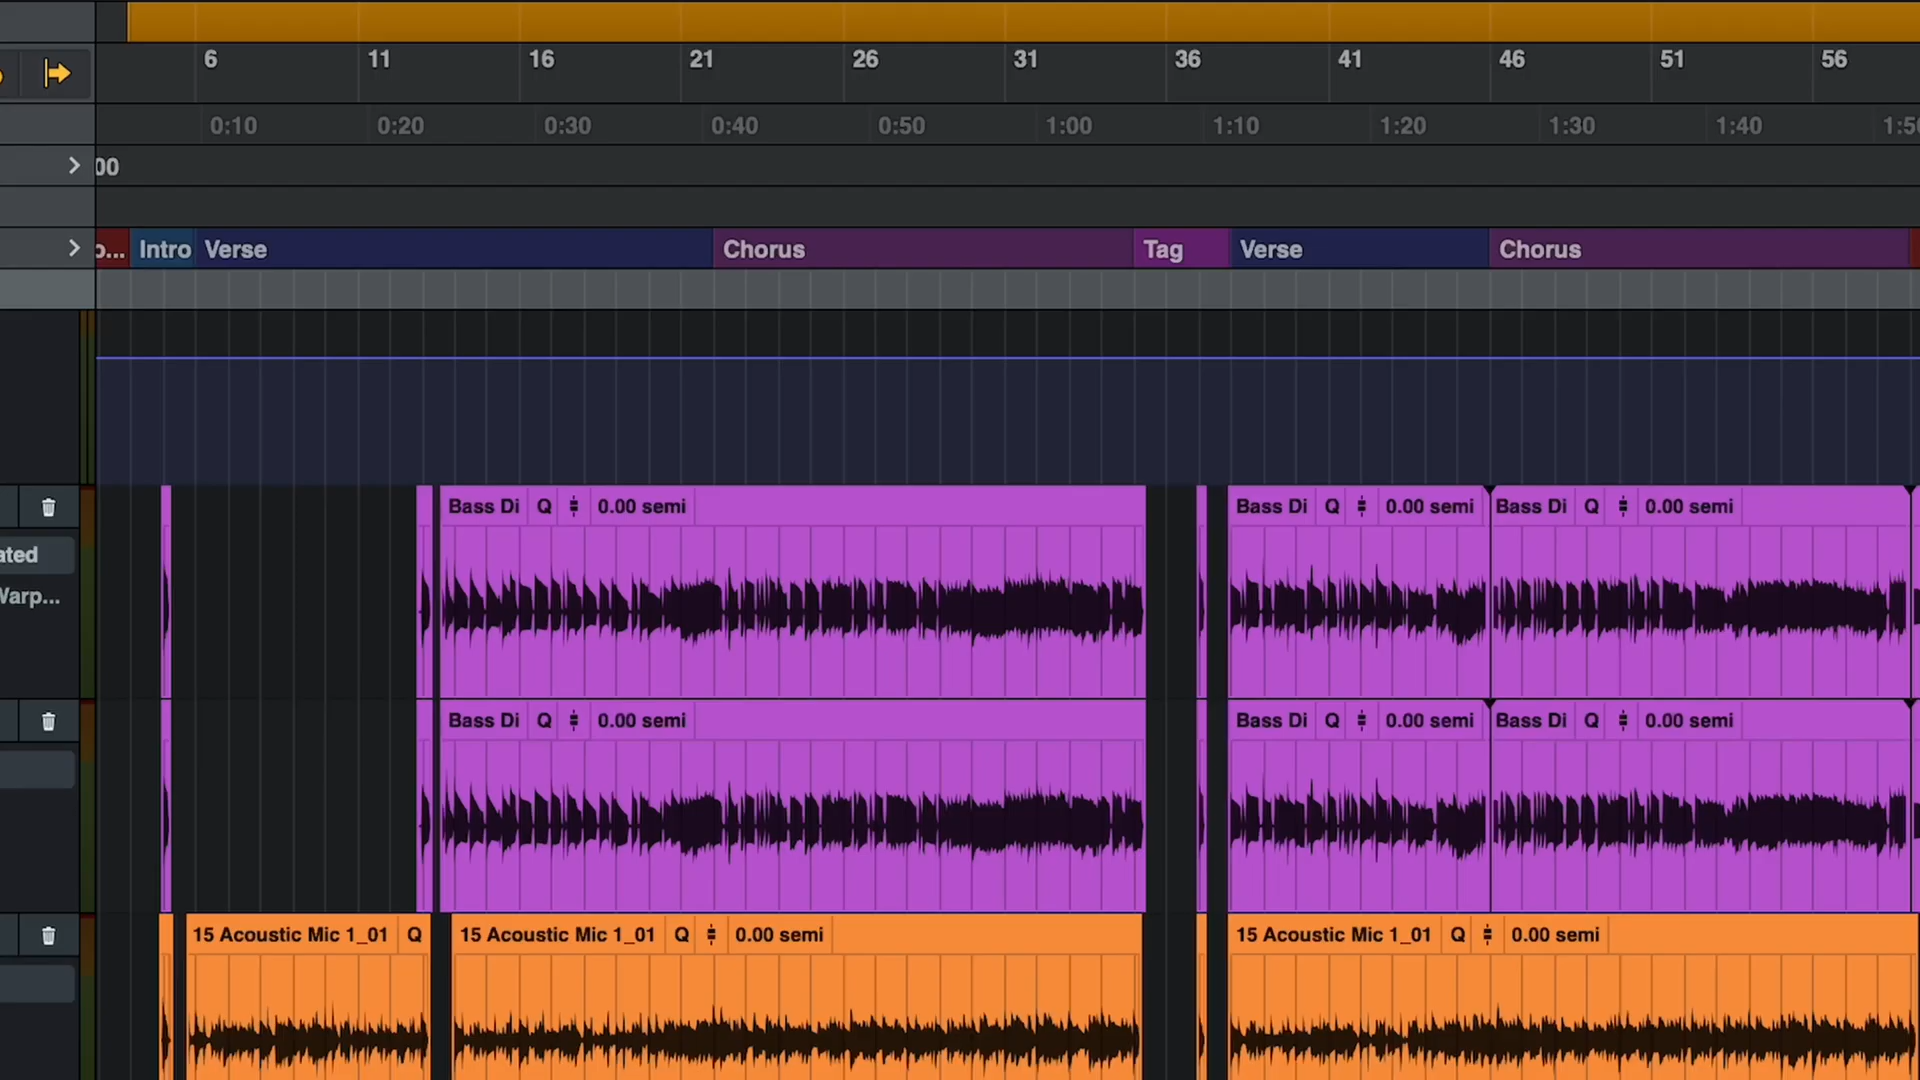 6 11 16 21 26 31 36 41 46 51 56
0:10 0:20 0:30 0:40 0:50 1:00 1:10 1:20 1:30 1:40 1:50
00
o... Intro Verse Chorus Tag Verse Chorus
Bass Di Q 0.00 semi Bass Di Q 0.00 semi Bass Di Q 0.00 semi
ated
Warp...
Bass Di Q 0.00 semi Bass Di Q 0.00 semi Bass Di Q 0.00 semi
15 Acoustic Mic 1_01 Q 15 Acoustic Mic 1_01 Q 0.00 semi 15 Acoustic Mic 1_01 Q 0.00 semi